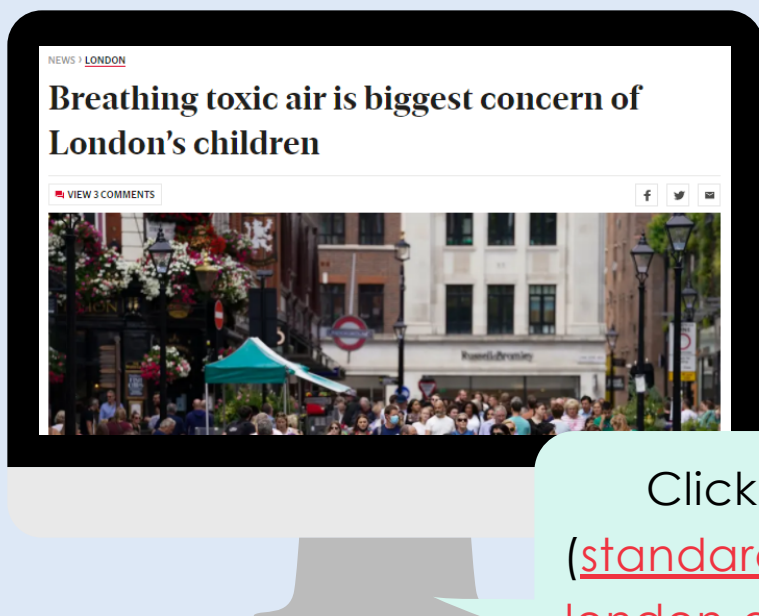 NEWS › LONDON
Breathing toxic air is biggest concern of
London's children
VIEW 3 COMMENTS
UNDERGROUND
Russell&Bromley
Click
(standard
london-